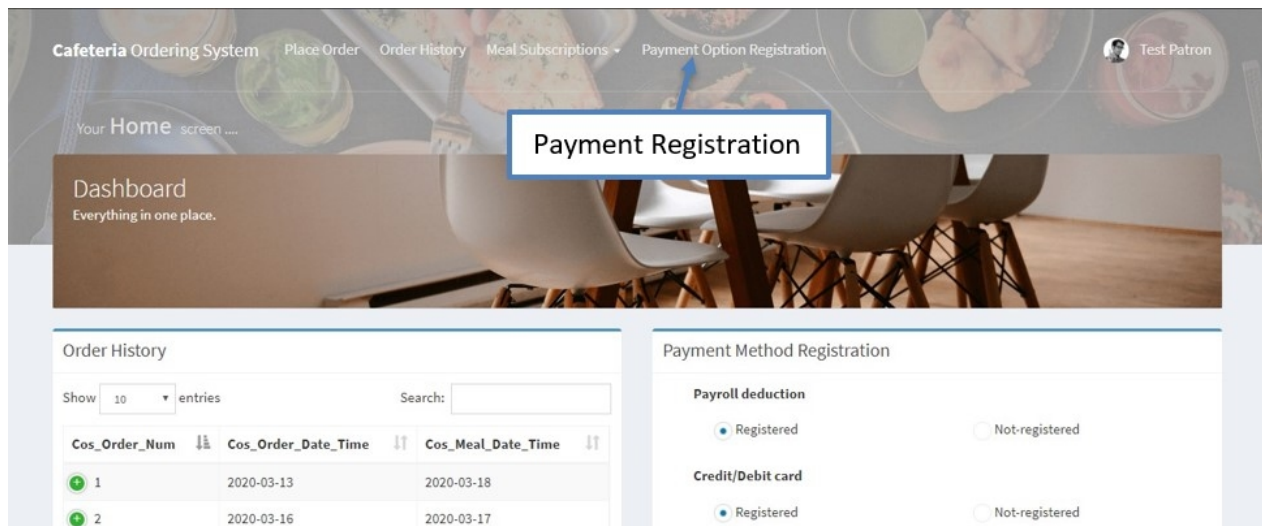 Cafeteria Ordering System Place Order Order History Meal Subscriptions Payment Option Registration Test Patron
Your Home screen ....
Payment Registration
Dashboard
Everything in one place.
Order History
Show 10 entries Search:
Cos_Order_Num Cos_Order_Date_Time Cos_Meal_Date_Time
1 2020-03-13 2020-03-18
2 2020-03-16 2020-03-17
Payment Method Registration
Payroll deduction
Registered Not-registered
Credit/Debit card
Registered Not-registered